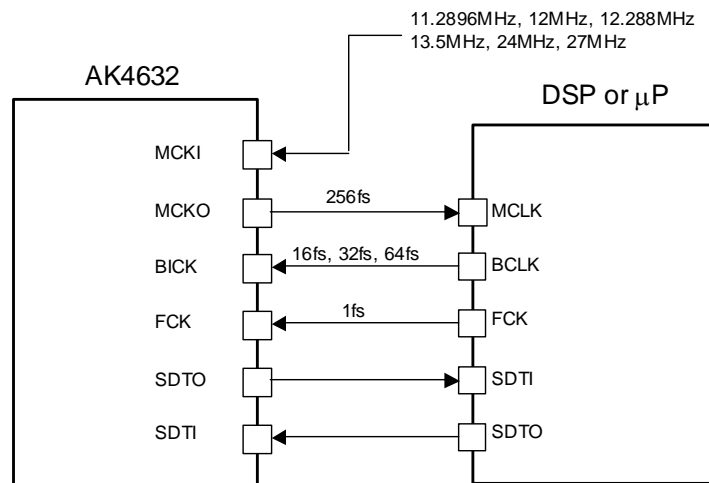 11.2896MHz, 12MHz, 12.288MHz
13.5MHz, 24MHz, 27MHz
AK4632
DSP or μP
MCKI
MCKO
256fs
MCLK
BICK
16fs, 32fs, 64fs
BCLK
FCK
1fs
FCK
SDTO
SDTI
SDTI
SDTO